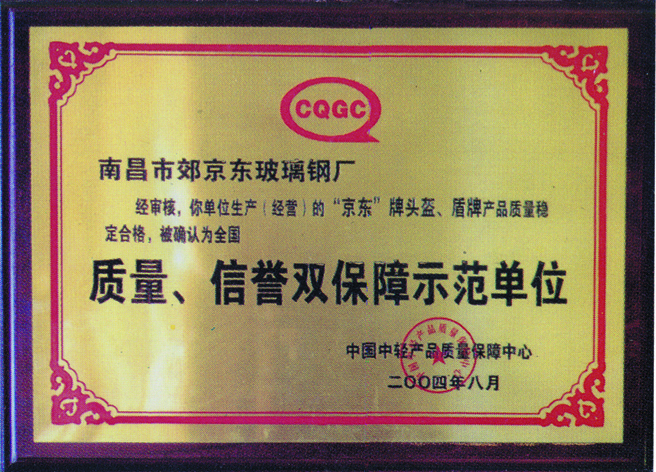 CQGC
南昌市郊京东玻璃钢厂
经审核，你单位生产（经营）的“京东”牌头盔、盾牌产品质量稳
定合格，被确认为全国
质量、信誉双保障示范单位
中国中轻产品质量保障中心
二〇〇四年八月